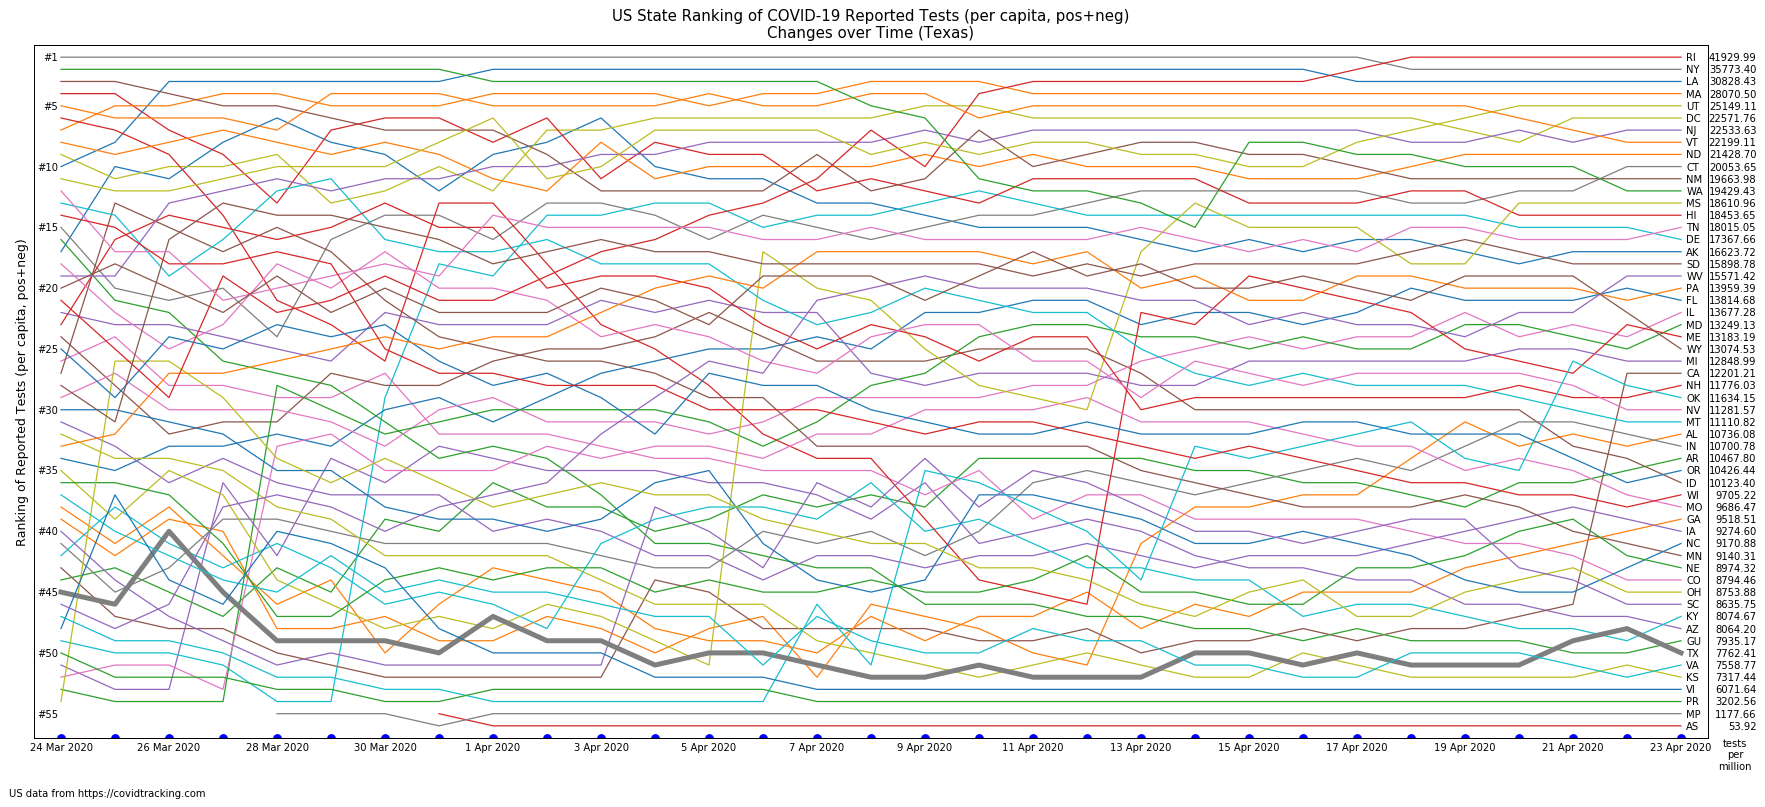 US State Ranking of COVID-19 Reported Tests (per capita, pos+neg)
Changes over Time (Texas)
Ranking of Reported Tests (per capita, pos+neg)
#1
#5
#10
#15
#20
#25
#30
#35
#40
#45
#50
#55
RI 41929.99
NY 35773.40
LA 30828.43
MA 28070.50
UT 25149.11
DC 22571.76
NJ 22533.63
VT 22199.11
ND 21428.70
CT 20053.65
NM 19663.98
WA 19429.43
MS 18610.96
HI 18453.65
TN 18015.05
DE 17367.66
AK 16623.72
SD 15898.78
WV 15571.42
PA 13959.39
FL 13814.68
IL 13677.28
MD 13249.13
ME 13183.19
WY 13074.53
MI 12848.99
CA 12201.21
NH 11776.03
OK 11634.15
NV 11281.57
MT 11110.82
AL 10736.08
IN 10700.78
AR 10467.80
OR 10426.44
ID 10123.40
WI 9705.22
MO 9686.47
GA 9518.51
IA 9274.60
NC 9170.88
MN 9140.31
NE 8974.32
CO 8794.46
OH 8753.88
SC 8635.75
KY 8074.67
AZ 8064.20
GU 7935.17
TX 7762.41
VA 7558.77
KS 7317.44
VI 6071.64
PR 3202.56
MP 1177.66
AS 53.92
24 Mar 2020 26 Mar 2020 28 Mar 2020 30 Mar 2020 1 Apr 2020 3 Apr 2020 5 Apr 2020 7 Apr 2020 9 Apr 2020 11 Apr 2020 13 Apr 2020 15 Apr 2020 17 Apr 2020 19 Apr 2020 21 Apr 2020 23 Apr 2020
tests
per
million
US data from https://covidtracking.com